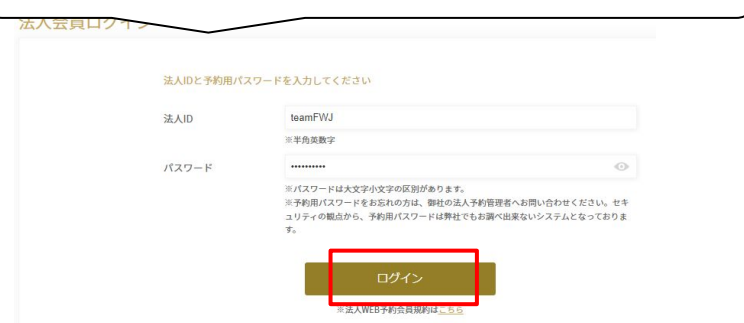 法人会員ログイン
法人IDと予約用パスワードを入力してください
法人ID
teamFWJ
※半角英数字
パスワード
••••••••••
※パスワードは大文字小文字の区別があります。
※予約用パスワードをお忘れの方は、御社の法人予約管理者へお問い合わせください。セキ
ュリティの観点から、予約用パスワードは弊社でもお調べ出来ないシステムとなっておりま
す。
ログイン
※法人WEB予約会員規約はこちら